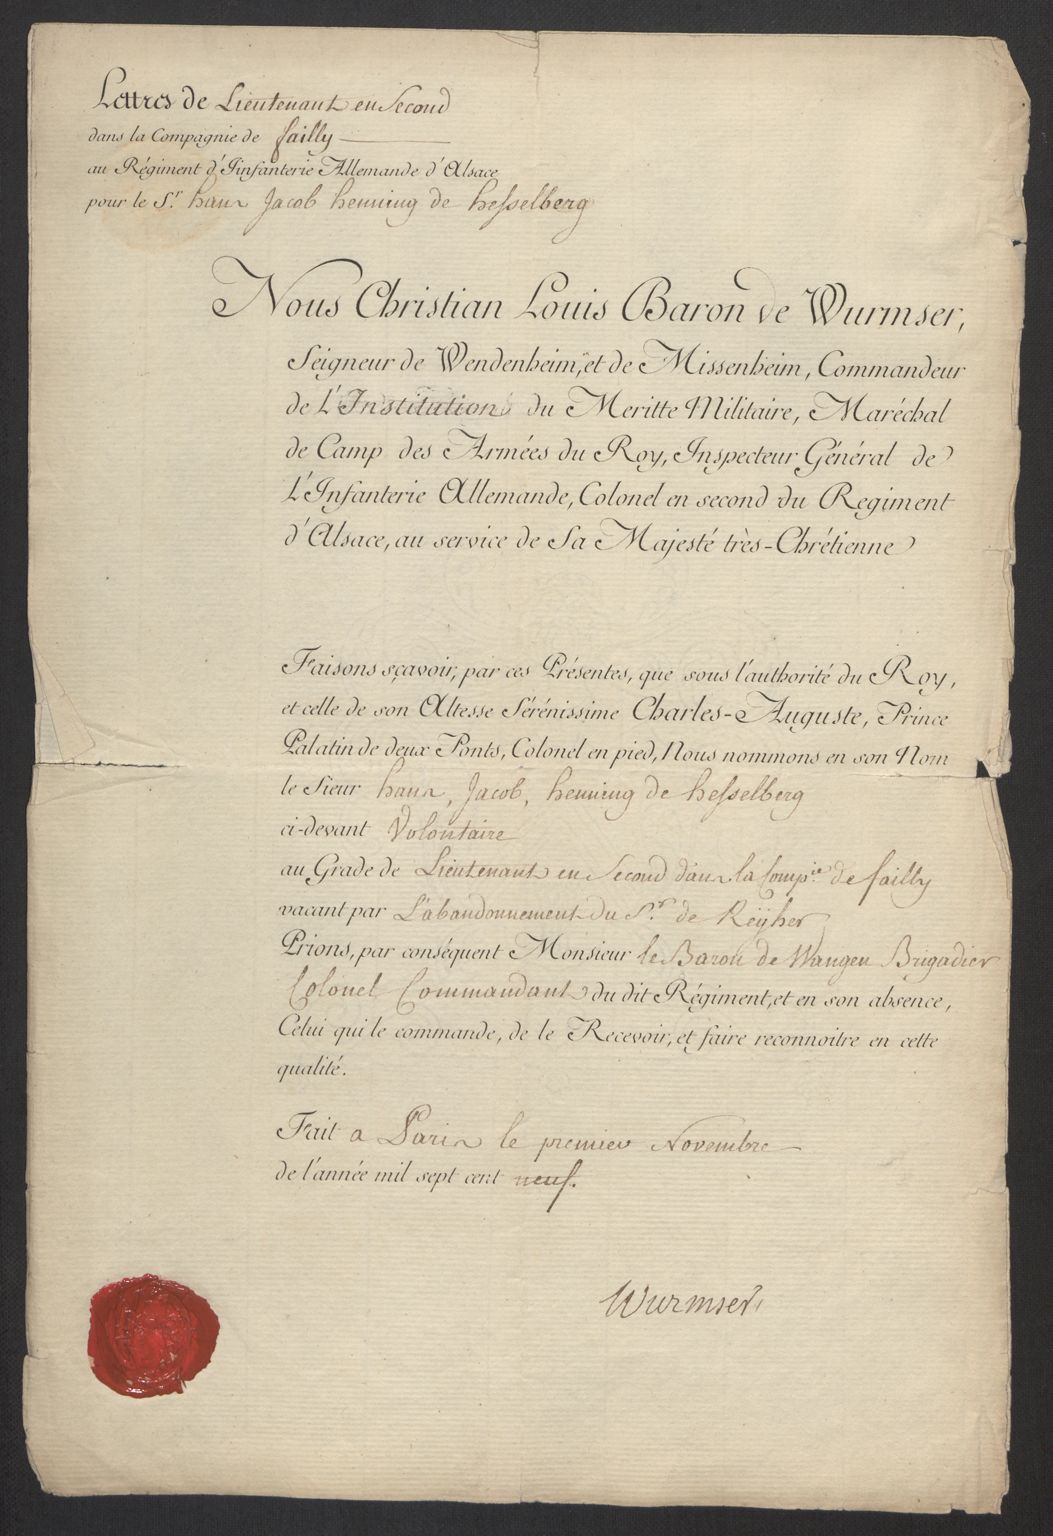 Lettres de Lieutenant en Second
dans la Compagnie de failly
au Régiment d'Jnfanterie Allemande d'Alsace
pour le S.r hans Jacob henning de hesselberg
Nous Christian Louis Baron de Wurmser,
Seigneur de Wendenheim, et de Missenheim, Commandeur
de L'Institution du Meritte Militaire, Maréchal
de Camp des Armées du Roy, Inspecteur Général de
L'Infanterie Allemande, Colonel en second du Regiment
d'Alsace, au service de Sa Majesté très-Chrétienne
Faisons sçavoir, par ces Présentes, que sous l'authorité du Roy,
et celle de son Altesse Sérénissime Charles-Auguste, Prince
Palatin de deux Ponts, Colonel en pied, Nous nommons en son Nom
le Sieur hans, Jacob, henning de hesselberg
ci-devant Volontaire
au Grade de Lieutenant en Second dans la Comp.ie de failly
vacant par L'abandonnement du S.r de Reÿher
Prions, par conséquent Monsieur le Baron de Wangen Brigadier
Colonel Commandant du dit Régiment, et en son absence,
Celui qui le commande, de le Recevoir, et faire reconnoitre en cette
qualité.
Fait a Paris le premier Novembre
de l'année mil sept cent neuf.
Wurmser